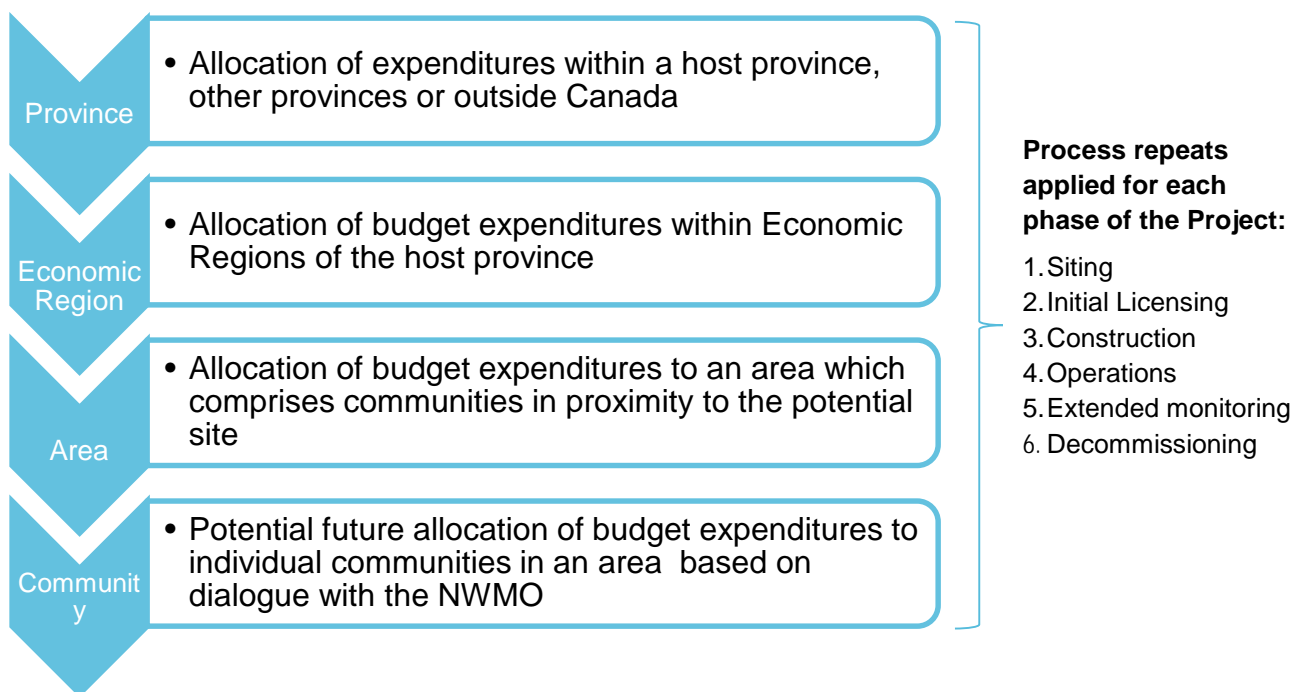 Province
• Allocation of expenditures within a host province,
other provinces or outside Canada
Economic
Region
• Allocation of budget expenditures within Economic
Regions of the host province
Area
• Allocation of budget expenditures to an area which
comprises communities in proximity to the potential
site
Communit
y
• Potential future allocation of budget expenditures to
individual communities in an area based on
dialogue with the NWMO
Process repeats
applied for each
phase of the Project:
1. Siting
2. Initial Licensing
3. Construction
4. Operations
5. Extended monitoring
6. Decommissioning